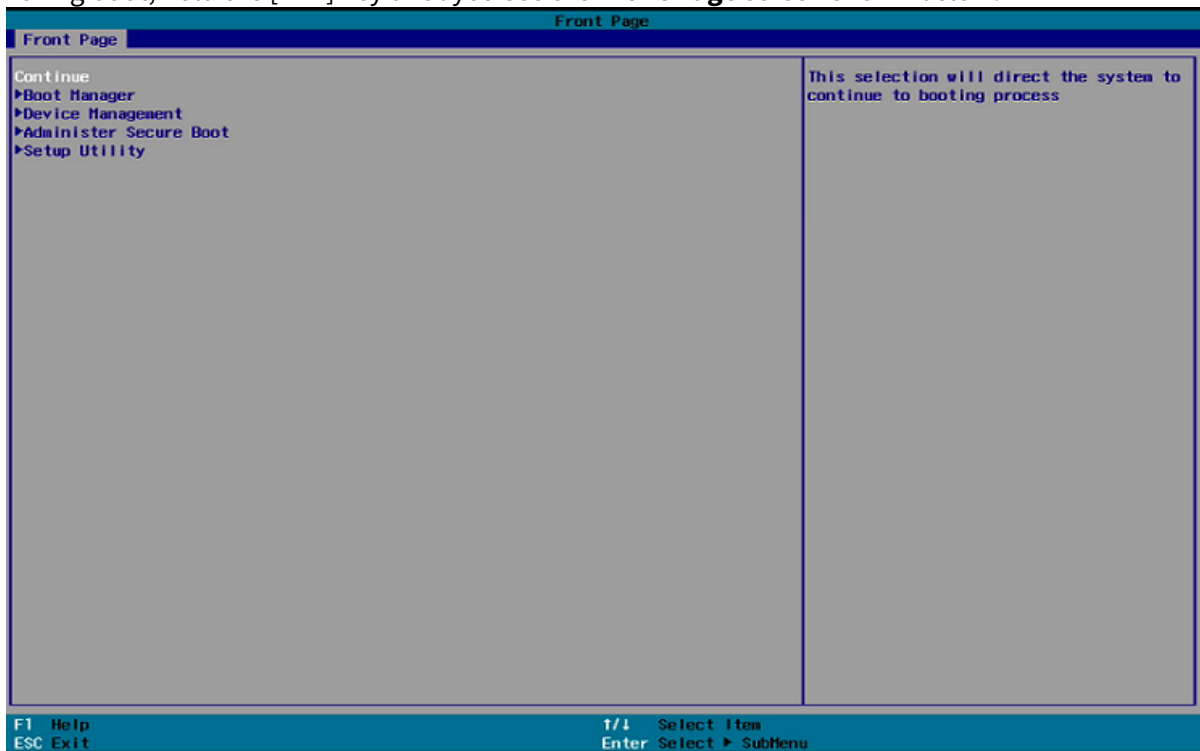 Front Page
Front Page
Continue
▶Boot Manager
▶Device Management
▶Administer Secure Boot
▶Setup Utility
This selection will direct the system to
continue to booting process
F1 Help
ESC Exit
↑/↓ Select Item
Enter Select ▶ SubMenu